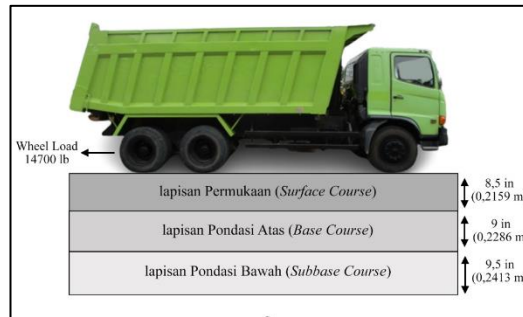 Wheel Load
14700 lb
lapisan Permukaan (Surface Course)
8,5 in
(0,2159 m
lapisan Pondasi Atas (Base Course)
9 in
(0,2286 m
lapisan Pondasi Bawah (Subbase Course)
9,5 in
(0,2413 m